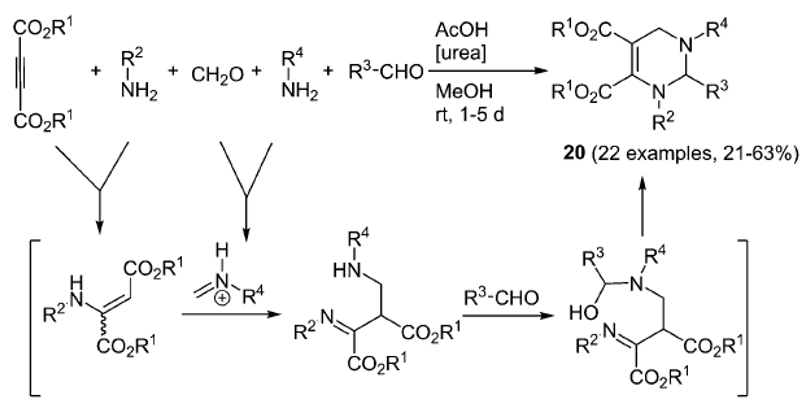 CO₂R¹
CO₂R¹
+
R²
NH₂
+
CH₂O
+
R⁴
NH₂
+
R³–CHO
AcOH
[urea]
MeOH
rt, 1-5 d
R¹O₂C
R¹O₂C
N
R⁴
N
R³
R²
20 (22 examples, 21-63%)
H
N
R²
CO₂R¹
CO₂R¹
H
N
+
R⁴
R⁴
HN
R²
N
CO₂R¹
CO₂R¹
R³–CHO
R³
R⁴
N
HO
R²
N
CO₂R¹
CO₂R¹